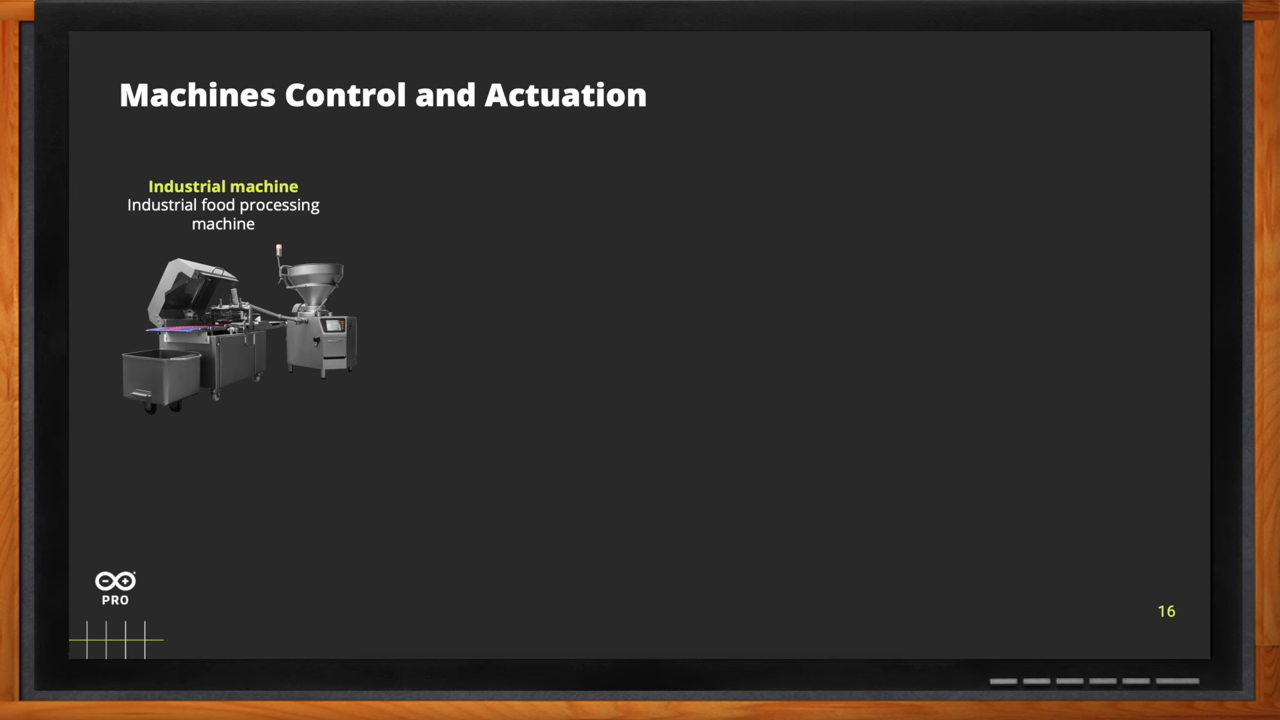 Machines Control and Actuation
Industrial machine
Industrial food processing
machine
PRO
16